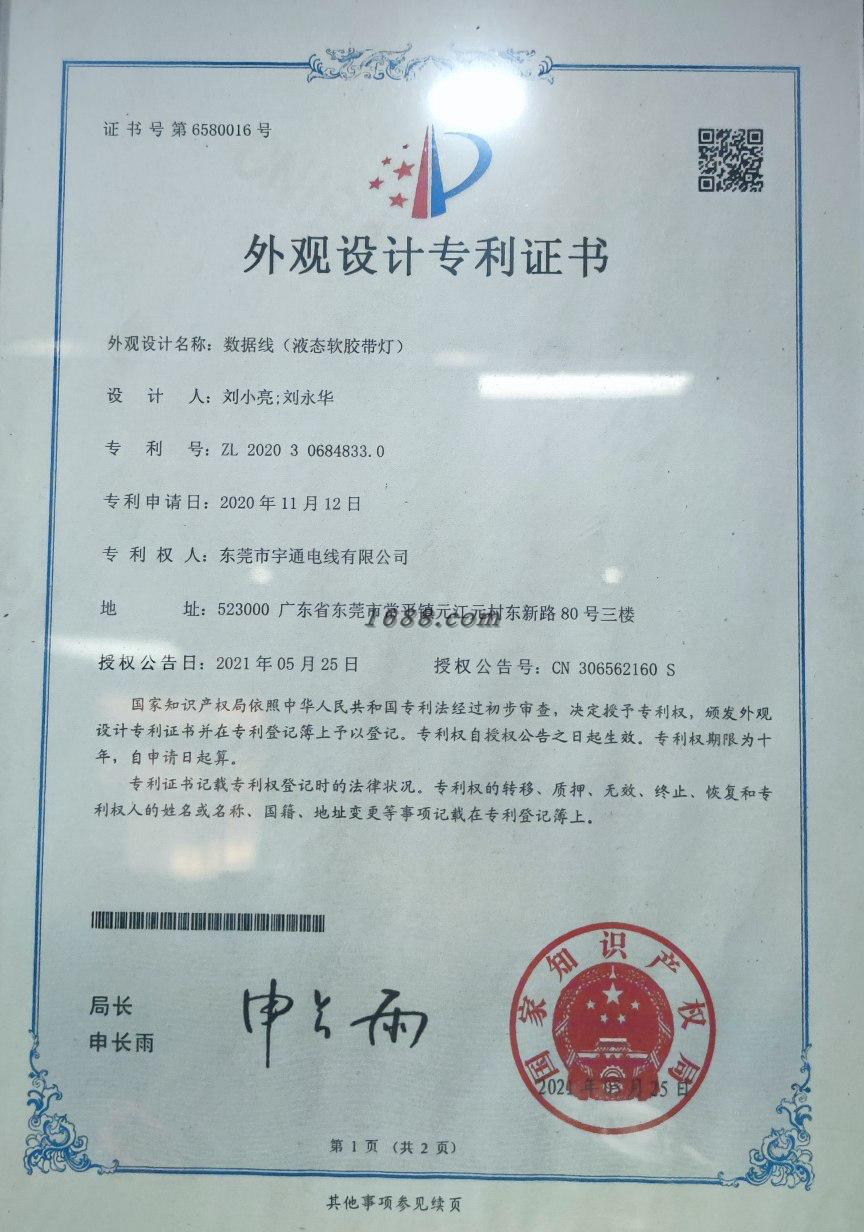 证书号第6580016号
外观设计专利证书
外观设计名称：数据线（液态软胶带灯）
设计人：刘小亮;刘永华
专利号：ZL 2020 3 0684833.0
专利申请日：2020年11月12日
专利权人：东莞市宇通电线有限公司
地址：523000 广东省东莞市常平镇元江元村东新路80号三楼
1688.com
授权公告日：2021年05月25日 授权公告号：CN 306562160 S
国家知识产权局依照中华人民共和国专利法经过初步审查，决定授予专利权，颁发外观
设计专利证书并在专利登记簿上予以登记。专利权自授权公告之日起生效。专利权期限为十
年，自申请日起算。
专利证书记载专利权登记时的法律状况。专利权的转移、质押、无效、终止、恢复和专
利权人的姓名或名称、国籍、地址变更等事项记载在专利登记簿上。
局长
申长雨
申长雨
国家知识产权局
2021年05月25日
第1页（共2页）
其他事项参见续页